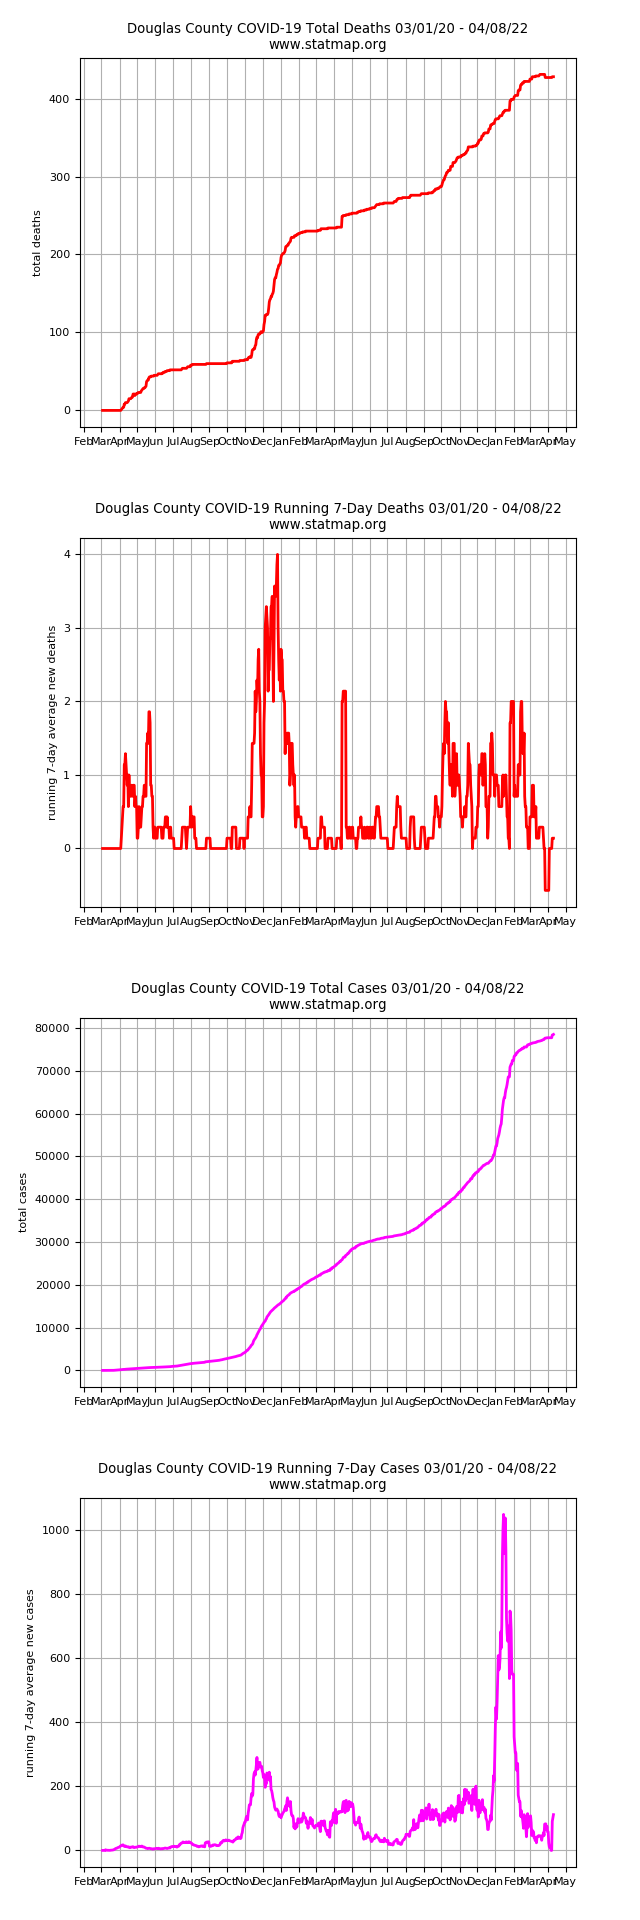 Douglas County COVID-19 Total Deaths 03/01/20 - 04/08/22
www.statmap.org
400
300
200
100
0
total deaths
Feb Mar Apr May Jun Jul Aug Sep Oct Nov Dec Jan Feb Mar Apr May Jun Jul Aug Sep Oct Nov Dec Jan Feb Mar Apr May
Douglas County COVID-19 Running 7-Day Deaths 03/01/20 - 04/08/22
www.statmap.org
4
3
2
1
0
running 7-day average new deaths
Feb Mar Apr May Jun Jul Aug Sep Oct Nov Dec Jan Feb Mar Apr May Jun Jul Aug Sep Oct Nov Dec Jan Feb Mar Apr May
Douglas County COVID-19 Total Cases 03/01/20 - 04/08/22
www.statmap.org
80000
70000
60000
50000
40000
30000
20000
10000
0
total cases
Feb Mar Apr May Jun Jul Aug Sep Oct Nov Dec Jan Feb Mar Apr May Jun Jul Aug Sep Oct Nov Dec Jan Feb Mar Apr May
Douglas County COVID-19 Running 7-Day Cases 03/01/20 - 04/08/22
www.statmap.org
1000
800
600
400
200
0
running 7-day average new cases
Feb Mar Apr May Jun Jul Aug Sep Oct Nov Dec Jan Feb Mar Apr May Jun Jul Aug Sep Oct Nov Dec Jan Feb Mar Apr May